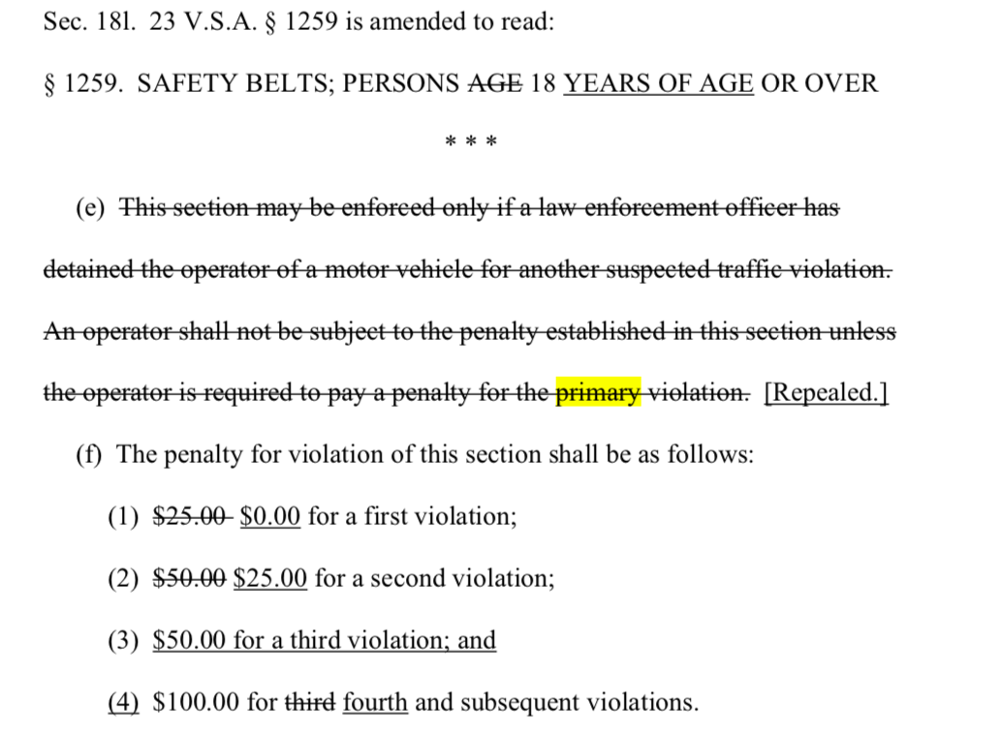 Sec. 18l. 23 V.S.A. § 1259 is amended to read:
§ 1259. SAFETY BELTS; PERSONS AGE 18 YEARS OF AGE OR OVER
* * *
(e) This section may be enforced only if a law enforcement officer has
detained the operator of a motor vehicle for another suspected traffic violation.
An operator shall not be subject to the penalty established in this section unless
the operator is required to pay a penalty for the primary violation. [Repealed.]
(f) The penalty for violation of this section shall be as follows:
(1) $25.00 $0.00 for a first violation;
(2) $50.00 $25.00 for a second violation;
(3) $50.00 for a third violation; and
(4) $100.00 for third fourth and subsequent violations.